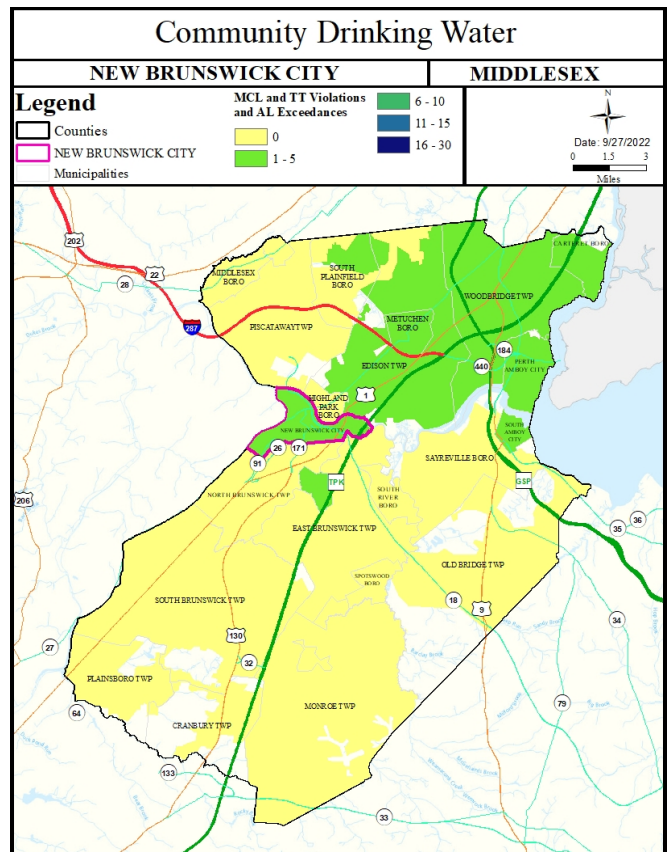 Community Drinking Water
NEW BRUNSWICK CITY
MIDDLESEX
Legend
Counties
NEW BRUNSWICK CITY
Municipalities
MCL and TT Violations
and AL Exceedances
0
1 - 5
6 - 10
11 - 15
16 - 30
N
Date: 9/27/2022
0 1.5 3
Miles
202
22
28
287
MIDDLESEX
BORO
SOUTH
PLAINFIELD
BORO
CARTERET BORO
WOODBRIDGE TWP
METUCHEN
BORO
PISCATAWAY TWP
EDISON TWP
184
440
PERTH
AMBOY CITY
1
HIGHLAND
PARK
BORO
NEW BRUNSWICK CITY
SOUTH
AMBOY
CITY
26
171
91
SAYREVILLE BORO
TPK
GSP
NORTH BRUNSWICK TWP
SOUTH
RIVER
BORO
206
36
35
EAST BRUNSWICK TWP
OLD BRIDGE TWP
SPOTSWOOD
BORO
18
9
34
SOUTH BRUNSWICK TWP
130
27
32
PLAINSBORO TWP
MONROE TWP
64
CRANBURY TWP
79
133
33